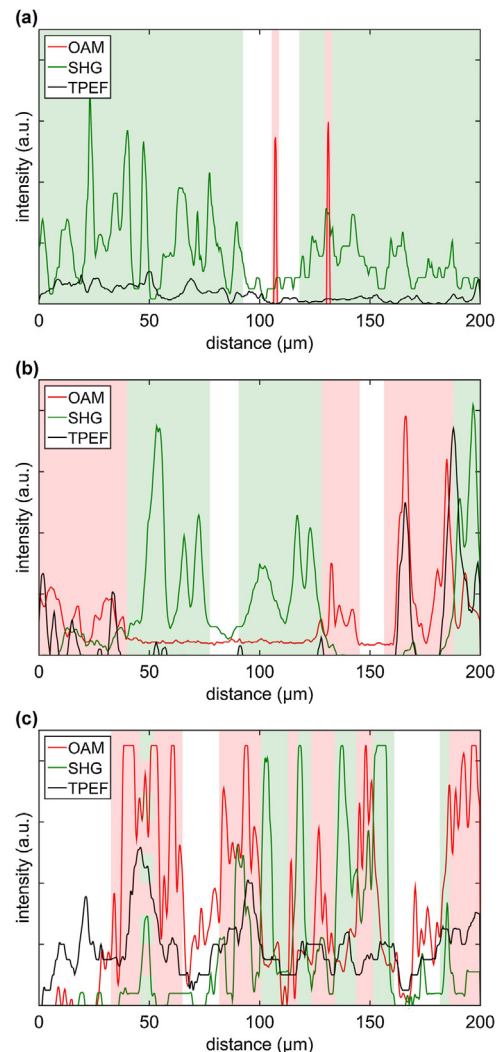 (a)
OAM
SHG
TPEF
intensity (a.u.)
0 50 100 150 200
distance (μm)
(b)
OAM
SHG
TPEF
intensity (a.u.)
0 50 100 150 200
distance (μm)
(c)
OAM
SHG
TPEF
intensity (a.u.)
0 50 100 150 200
distance (μm)